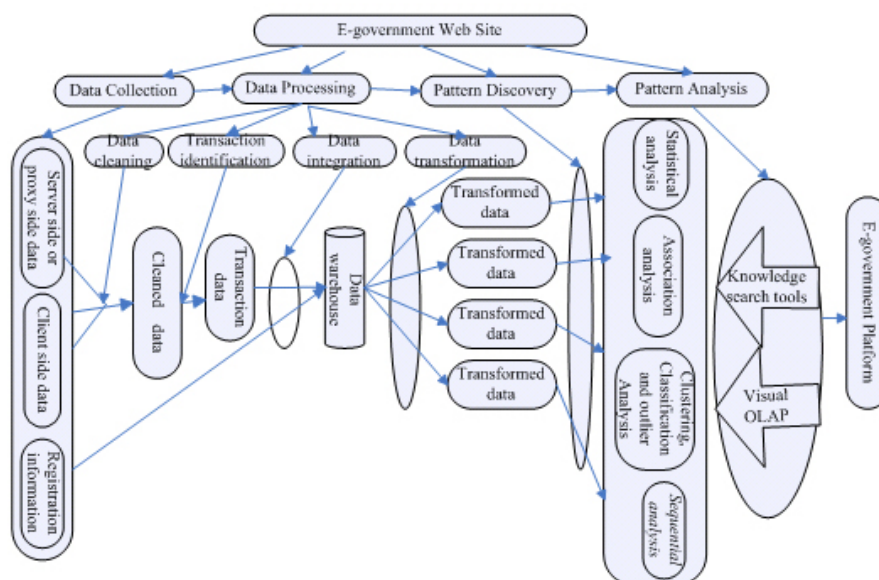 E-government Web Site
Data Collection
Data Processing
Pattern Discovery
Pattern Analysis
Data
cleaning
Transaction
identification
Data
integration
Data
transformation
Server side or
proxy side data
Client side data
Registration
information
Cleaned data
Transaction
data
Data
warehouse
Transformed
data
Transformed data
Transformed data
Transformed data
Statistical
analysis
Association
analysis
Clustering,
Classification
and outlier
Analysis
Sequential
analysis
Knowledge
search tools
Visual
OLAP
E-government Platform